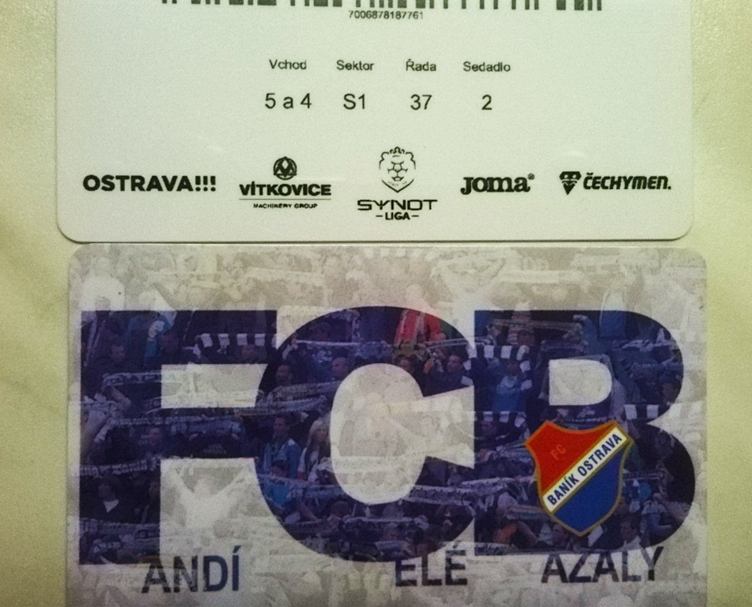 7006878187761
Vchod Sektor Řada Sedadlo
5 a 4 S1 37 2
OSTRAVA!!! VÍTKOVICE MACHINERY GROUP SYNOT LIGA joma ČECHYMEN.
FCB
FC
BANÍK OSTRAVA
ANDÍ ELÉ AZALY